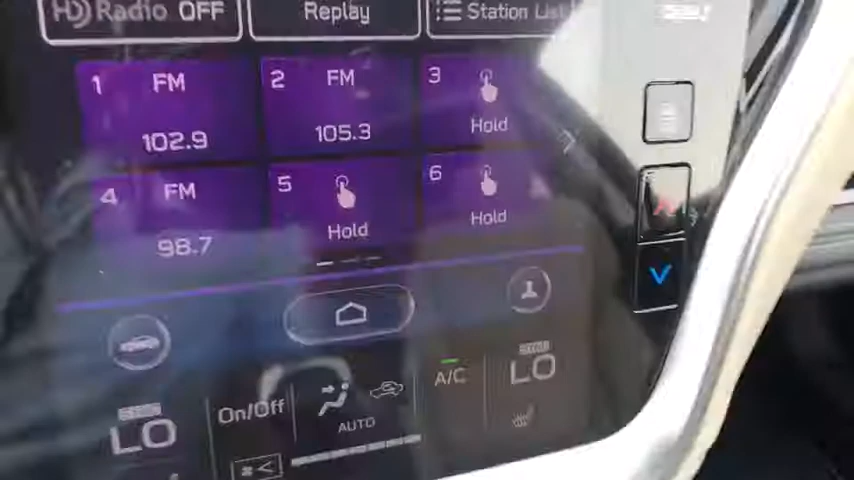 HD Radio OFF
Replay
Station List
1 FM
102.9
2 FM
105.3
3
Hold
4 FM
98.7
5
Hold
6
Hold
On/Off
AUTO
A/C
LO
LO